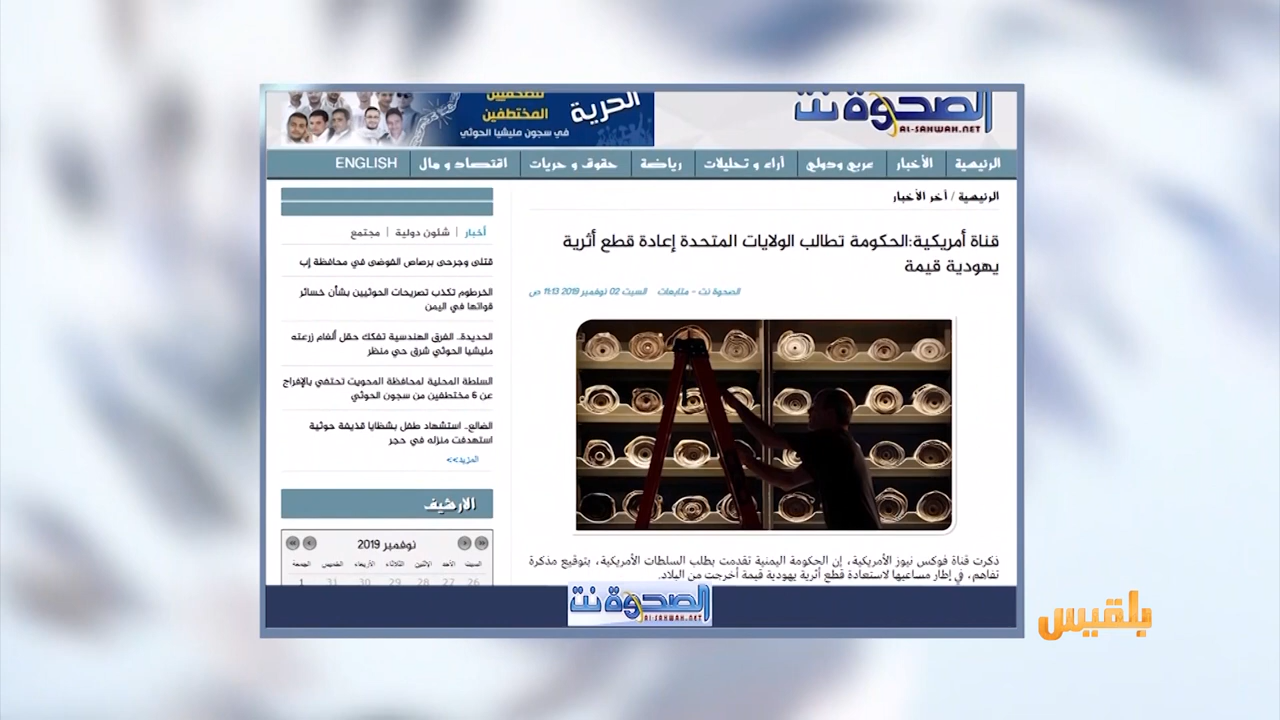 للصحفيين
المختطفين
في سجون مليشيا الحوثي
الحرية
الصحوة نت
AL-SAHWAH.NET
الرئيسية
الأخبار
عربي ودولي
آراء و تحليلات
رياضة
حقوق و حريات
اقتصاد و مال
ENGLISH
الرئيسية / آخر الأخبار
قناة أمريكية:الحكومة تطالب الولايات المتحدة إعادة قطع أثرية
يهودية قيمة
الصحوة نت - متابعات السبت 02 نوفمبر 2019 11:13 ص
ذكرت قناة فوكس نيوز الأمريكية، إن الحكومة اليمنية تقدمت بطلب السلطات الأمريكية، بتوقيع مذكرة
تفاهم، في إطار مساعيها لاستعادة قطع أثرية يهودية قيمة أخرجت من البلاد.
أخبار | شئون دولية | مجتمع
قتلى وجرحى برصاص الفوضى في محافظة إب
الخرطوم تكذب تصريحات الحوثيين بشأن خسائر
قواتها في اليمن
الحديدة.. الفرق الهندسية تفكك حقل ألغام زرعته
مليشيا الحوثي شرق حي منظر
السلطة المحلية لمحافظة المحويت تحتفي بالإفراج
عن 6 مختطفين من سجون الحوثي
الضالع.. استشهاد طفل بشظايا قذيفة حوثية
استهدفت منزله في حجر
المزيد>>
الارشيف
نوفمبر 2019
السبت الأحد الإثنين الثلاثاء الأربعاء الخميس الجمعة
26 27 28 29 30 31 1
الصحوة نت
AL-SAHWAH.NET
بلقيس